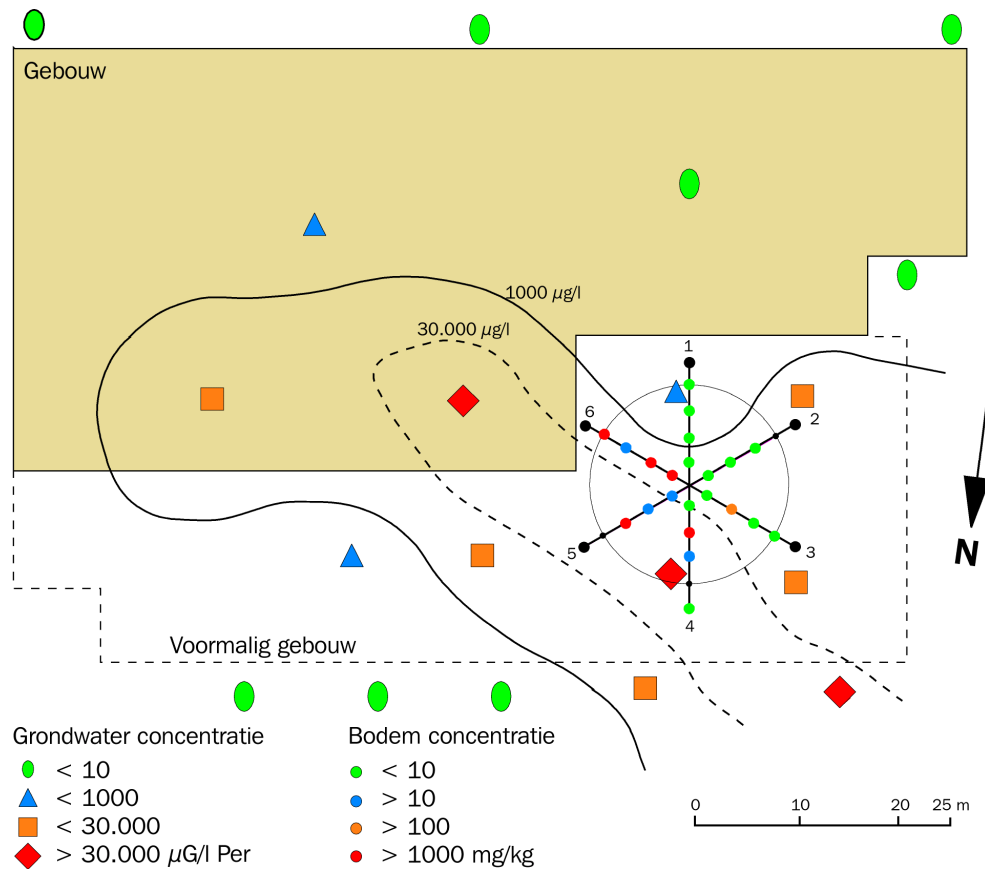 Gebouw
1000 µg/l
30.000 µg/l
1
6
2
5
3
4
N
Voormalig gebouw
Grondwater concentratie
< 10
< 1000
< 30.000
> 30.000 µG/l Per
Bodem concentratie
< 10
> 10
> 100
> 1000 mg/kg
0 10 20 25 m